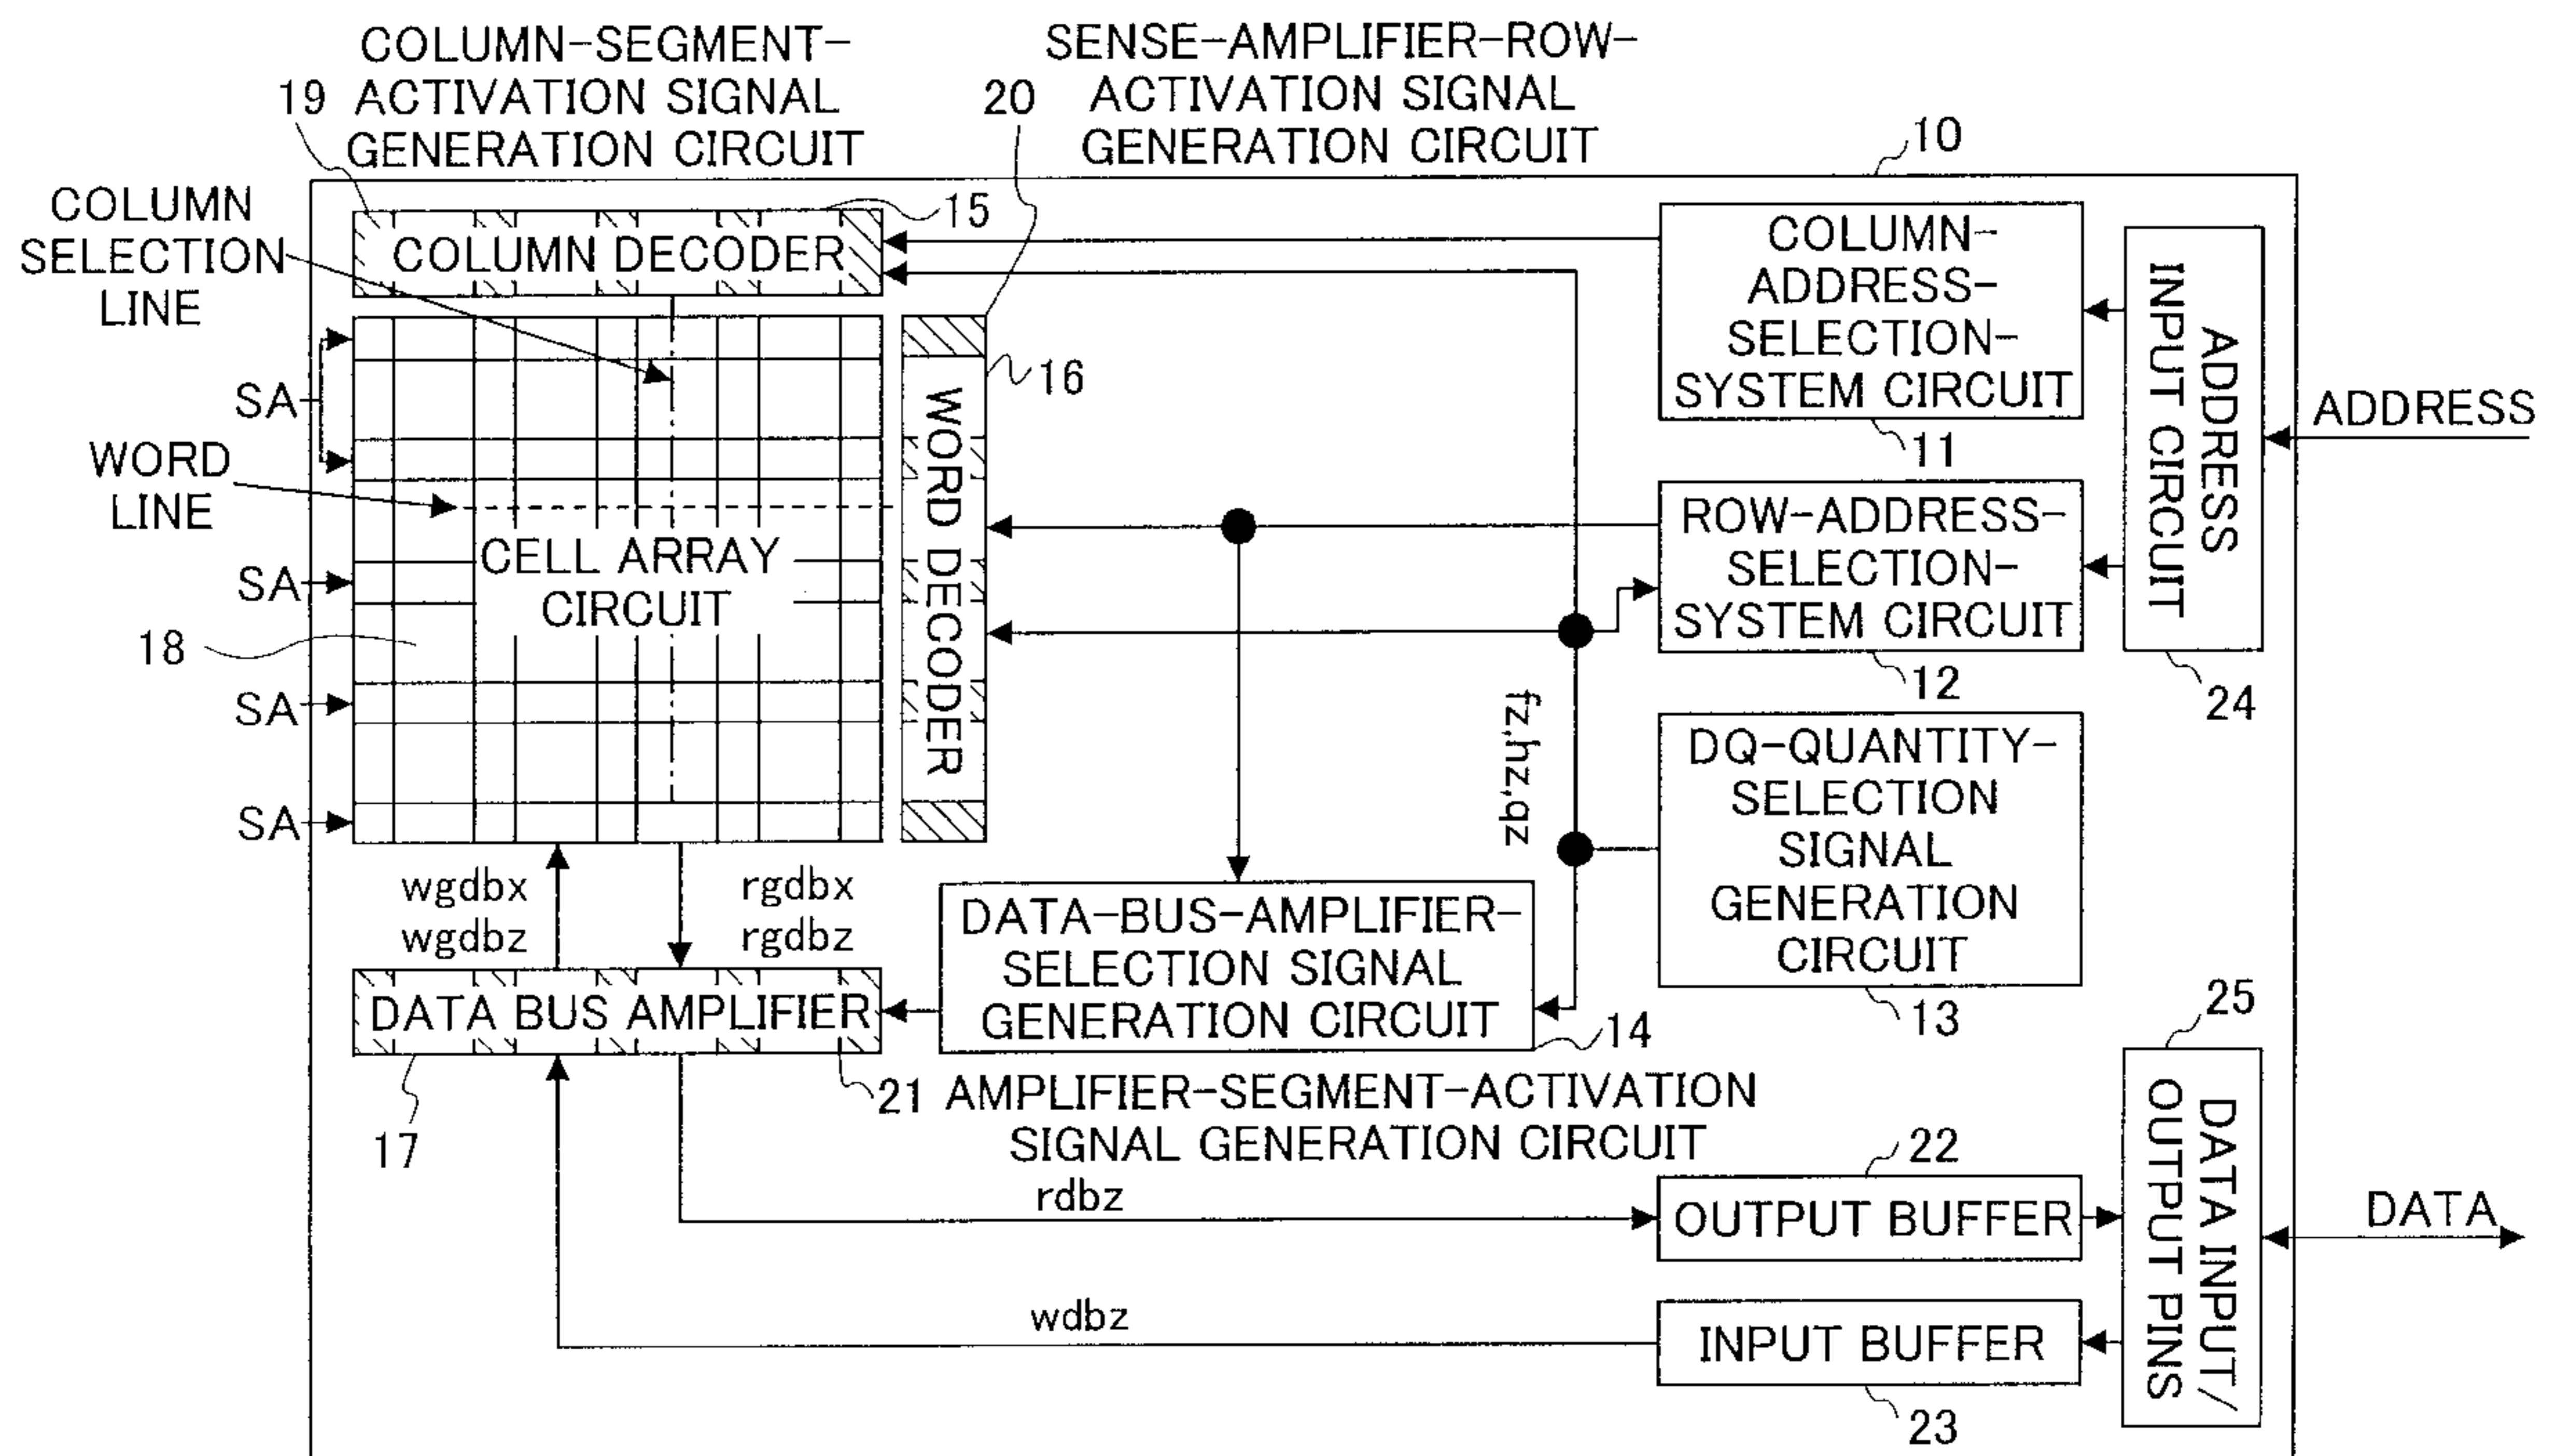 COLUMN-SEGMENT-
ACTIVATION SIGNAL
GENERATION CIRCUIT
19
SENSE-AMPLIFIER-ROW-
ACTIVATION SIGNAL
GENERATION CIRCUIT
20
10
COLUMN
SELECTION
LINE
15
COLUMN DECODER
COLUMN-
ADDRESS-
SELECTION-
SYSTEM CIRCUIT
11
ADDRESS
INPUT CIRCUIT
24
ADDRESS
SA
16
WORD
LINE
WORD DECODER
CELL ARRAY
CIRCUIT
SA
18
SA
SA
ROW-ADDRESS-
SELECTION-
SYSTEM CIRCUIT
12
fz,hz,qz
DQ-QUANTITY-
SELECTION
SIGNAL
GENERATION
CIRCUIT
13
wgdbx
wgdbz
rgdbx
rgdbz
DATA-BUS-AMPLIFIER-
SELECTION SIGNAL
GENERATION CIRCUIT
14
DATA BUS AMPLIFIER
17
21 AMPLIFIER-SEGMENT-ACTIVATION
SIGNAL GENERATION CIRCUIT
25
DATA INPUT/
OUTPUT PINS
22
rdbz
OUTPUT BUFFER
DATA
wdbz
INPUT BUFFER
23